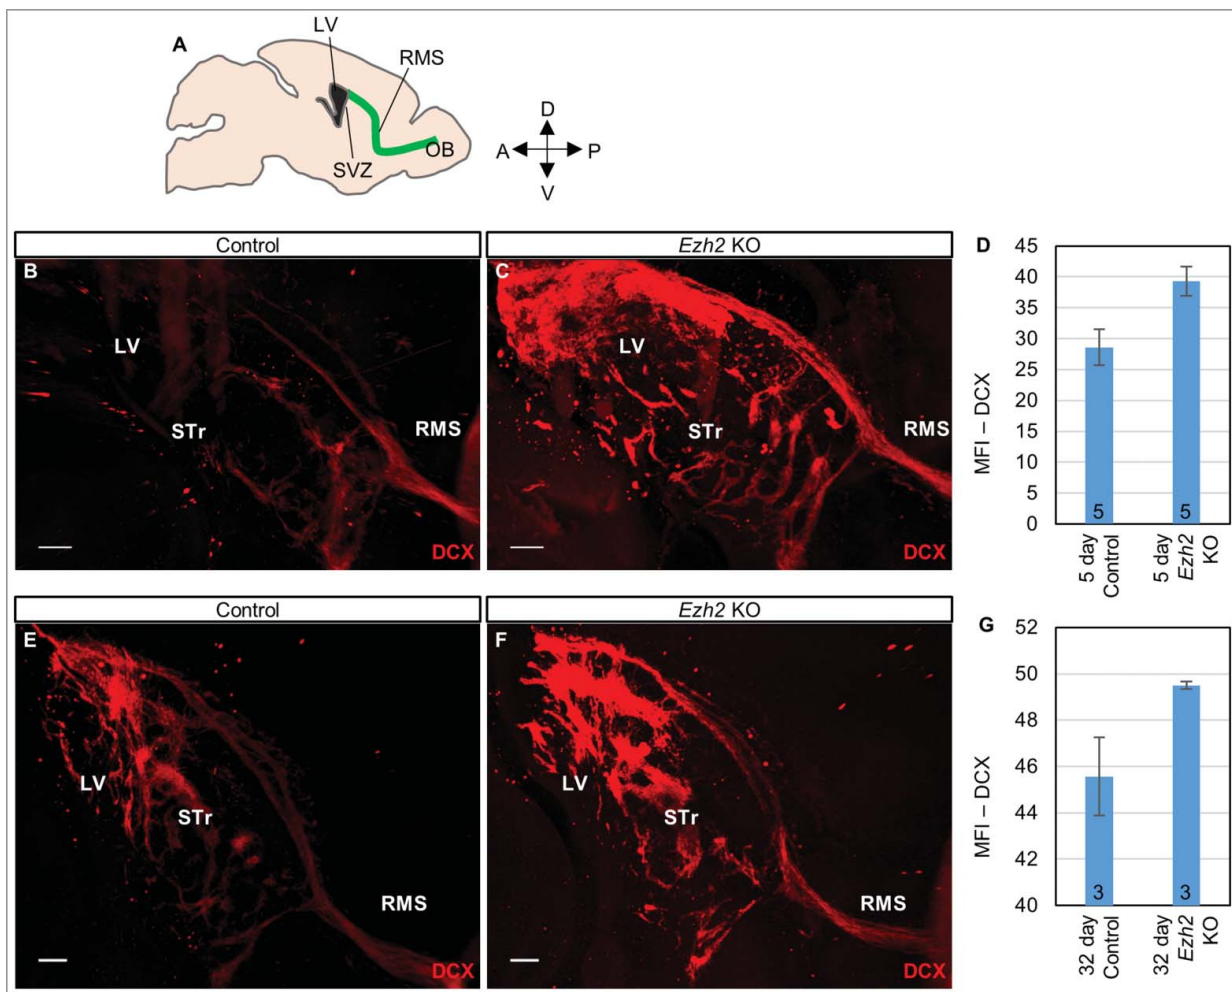 A
LV
RMS
SVZ
OB
D
A
P
V
Control
Ezh2 KO
B
LV
STr
RMS
DCX
C
LV
STr
RMS
DCX
D
MFI – DCX
45
40
35
30
25
20
15
10
5
0
5
5
5 day
Control
5 day
Ezh2
KO
Control
Ezh2 KO
E
LV
STr
RMS
DCX
F
LV
STr
RMS
DCX
G
MFI – DCX
52
50
48
46
44
42
40
3
3
32 day
Control
32 day
Ezh2
KO